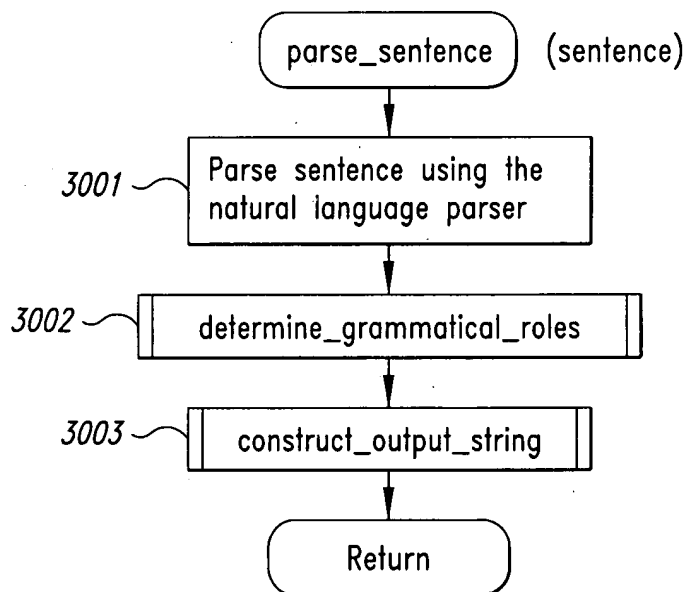 parse_sentence (sentence)
3001
Parse sentence using the
natural language parser
3002
determine_grammatical_roles
3003
construct_output_string
Return